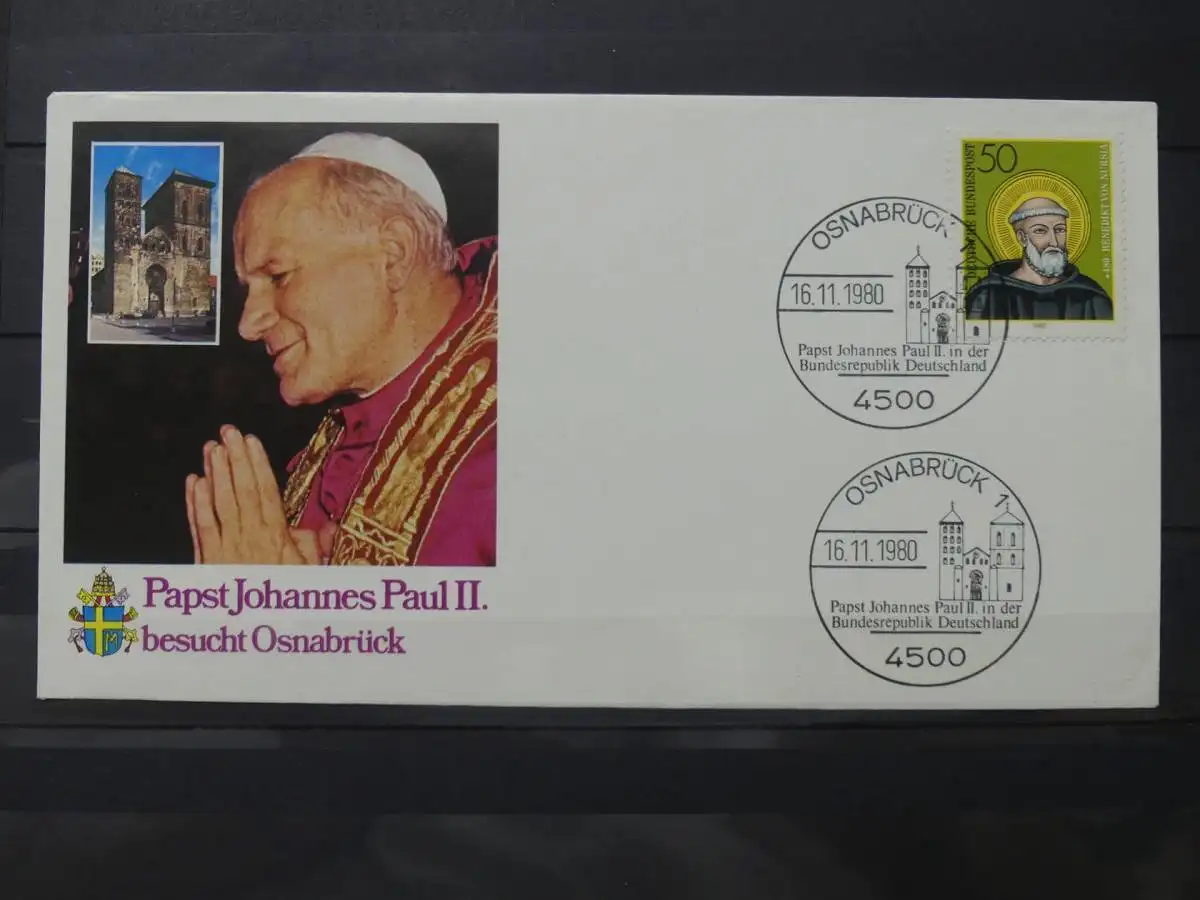 Papst Johannes Paul II.
besucht Osnabrück
50
DEUTSCHE BUNDESPOST
* 480 BENEDIKT VON NURSIA
OSNABRÜCK 1
16.11.1980
Papst Johannes Paul II. in der
Bundesrepublik Deutschland
4500
OSNABRÜCK 1
16.11.1980
Papst Johannes Paul II. in der
Bundesrepublik Deutschland
4500